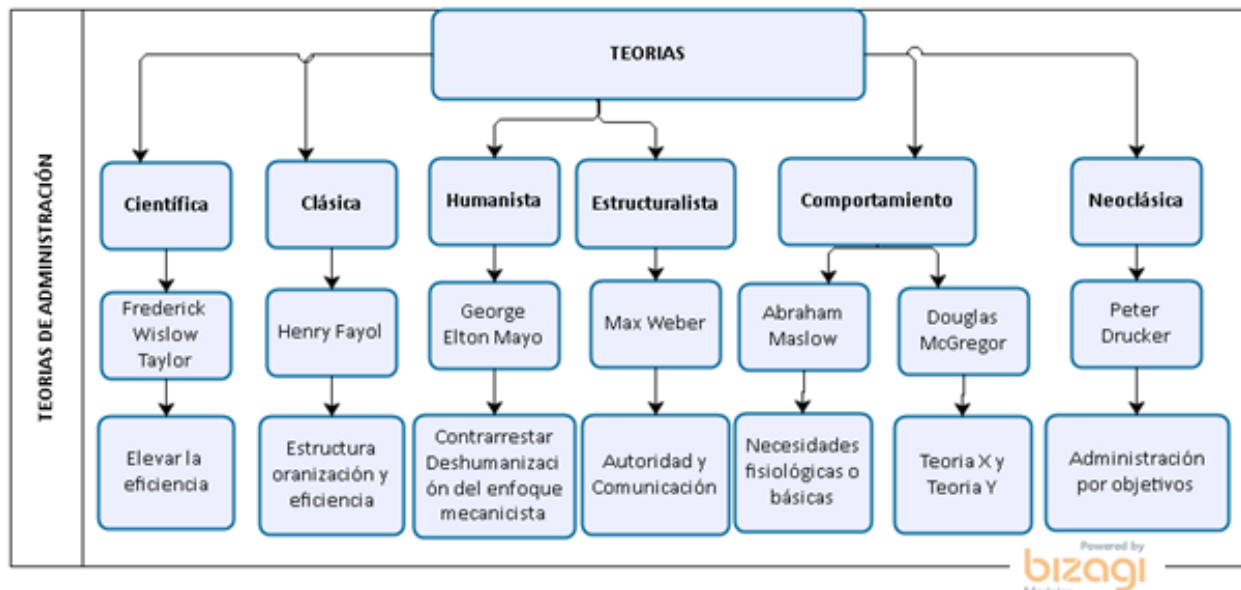 TEORIAS DE ADMINISTRACIÓN
TEORIAS
Científica
Clásica
Humanista
Estructuralista
Comportamiento
Neoclásica
Frederick
Wislow
Taylor
Henry Fayol
George
Elton Mayo
Max Weber
Abraham
Maslow
Douglas
McGregor
Peter
Drucker
Elevar la
eficiencia
Estructura
oranización y
eficiencia
Contrarrestar
Deshumanizaci
ón del enfoque
mecanicista
Autoridad y
Comunicación
Necesidades
fisiológicas o
básicas
Teoria X y
Teoria Y
Administración
por objetivos
Powered by
bizagi